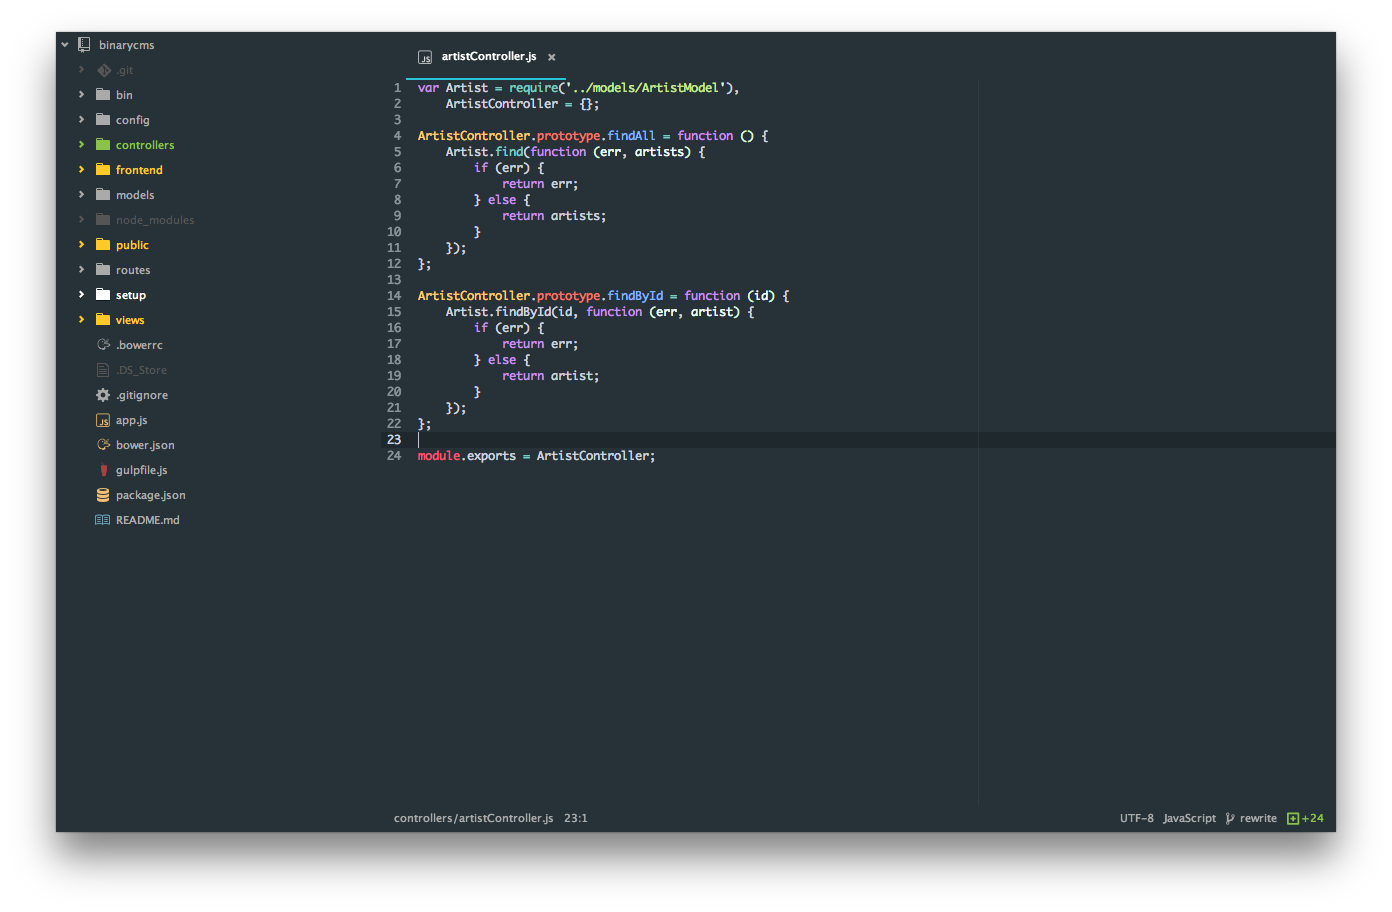 binarycms
.git
bin
config
controllers
frontend
models
node_modules
public
routes
setup
views
.bowerrc
.DS_Store
.gitignore
app.js
bower.json
gulpfile.js
package.json
README.md
JS artistController.js ×
1 var Artist = require('../models/ArtistModel'),
2     ArtistController = {};
3
4 ArtistController.prototype.findAll = function () {
5     Artist.find(function (err, artists) {
6         if (err) {
7             return err;
8         } else {
9             return artists;
10         }
11     });
12 };
13
14 ArtistController.prototype.findById = function (id) {
15     Artist.findById(id, function (err, artist) {
16         if (err) {
17             return err;
18         } else {
19             return artist;
20         }
21     });
22 };
23
24 module.exports = ArtistController;
controllers/artistController.js 23:1 UTF-8 JavaScript rewrite +24